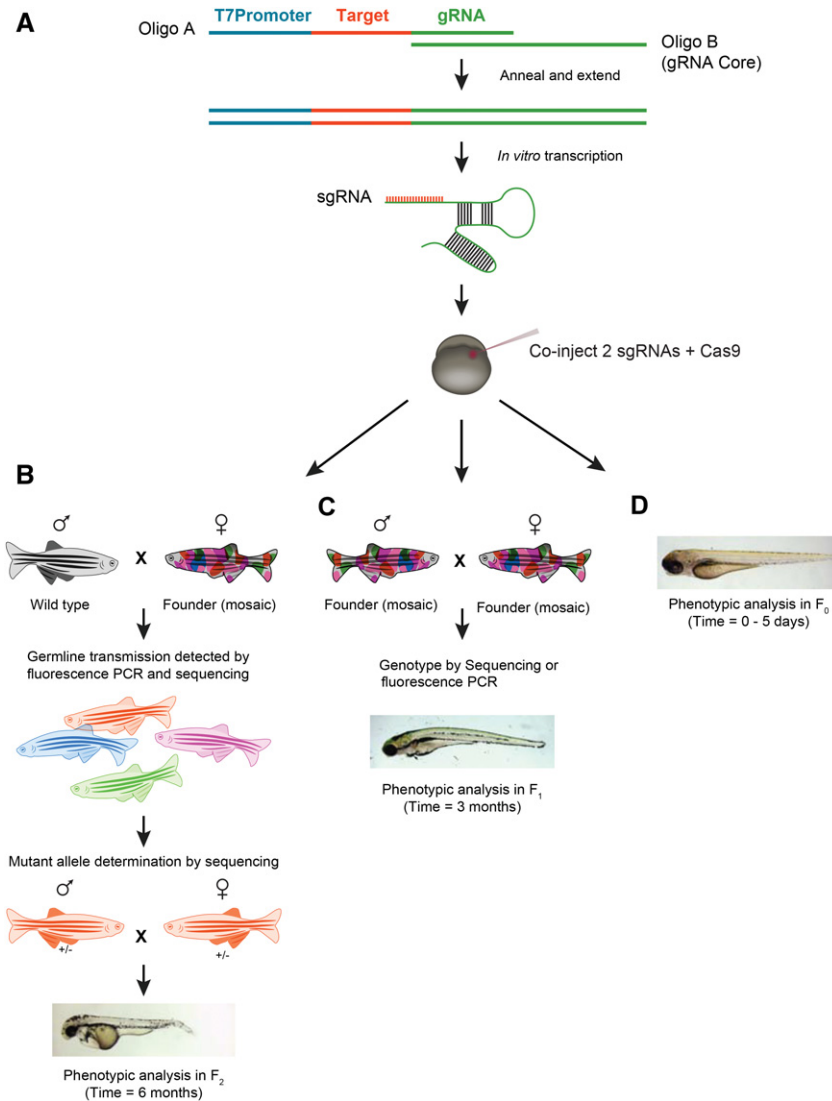 A
T7Promoter Target gRNA
Oligo A
Oligo B
(gRNA Core)
Anneal and extend
In vitro transcription
sgRNA
Co-inject 2 sgRNAs + Cas9
B
♂ ♀
X
Wild type Founder (mosaic)
Germline transmission detected by
fluorescence PCR and sequencing
Mutant allele determination by sequencing
♂ ♀
X
+/- +/-
Phenotypic analysis in F2
(Time = 6 months)
C
♂ ♀
X
Founder (mosaic) Founder (mosaic)
Genotype by Sequencing or
fluorescence PCR
Phenotypic analysis in F1
(Time = 3 months)
D
Phenotypic analysis in F0
(Time = 0 - 5 days)